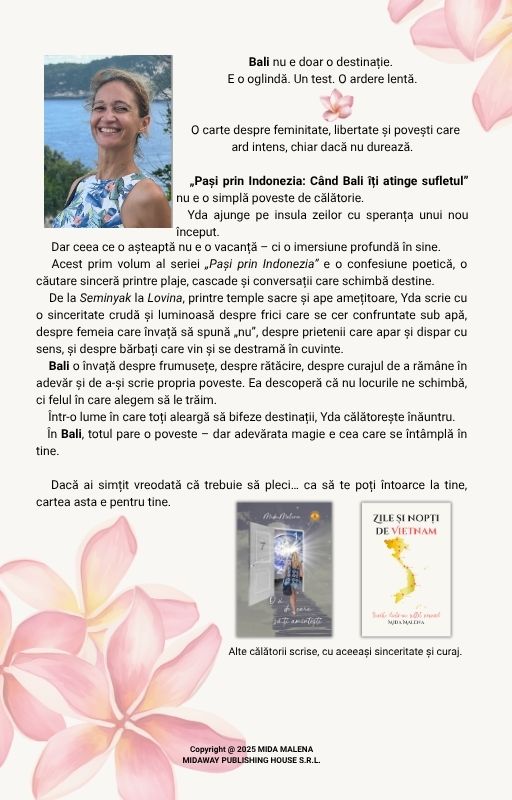 Bali nu e doar o destinație.
E o oglindă. Un test. O ardere lentă.
O carte despre feminitate, libertate și povești care
ard intens, chiar dacă nu durează.
„Pași prin Indonezia: Când Bali îți atinge sufletul”
nu e o simplă poveste de călătorie.
Yda ajunge pe insula zeilor cu speranța unui nou
început.
Dar ceea ce o așteaptă nu e o vacanță – ci o imersiune profundă în sine.
Acest prim volum al seriei „Pași prin Indonezia” e o confesiune poetică, o
căutare sinceră printre plaje, cascade și conversații care schimbă destine.
De la Seminyak la Lovina, printre temple sacre și ape amețitoare, Yda scrie cu
o sinceritate crudă și luminoasă despre frici care se cer confruntate sub apă,
despre femeia care învață să spună „nu”, despre prietenii care apar și dispar cu
sens, și despre bărbați care vin și se destramă în cuvinte.
Bali o învață despre frumusețe, despre rătăcire, despre curajul de a rămâne în
adevăr și de a-și scrie propria poveste. Ea descoperă că nu locurile ne schimbă,
ci felul în care alegem să le trăim.
Într-o lume în care toți aleargă să bifeze destinații, Yda călătorește înăuntru.
În Bali, totul pare o poveste – dar adevărata magie e cea care se întâmplă în
tine.
Dacă ai simțit vreodată că trebuie să pleci… ca să te poți întoarce la tine,
cartea asta e pentru tine.
Mida Malena
7
de care
să-ți amintești
ZILE ȘI NOPȚI
DE VIETNAM
MIDA MALENA
Alte călătorii scrise, cu aceeași sinceritate și curaj.
Copyright @ 2025 MIDA MALENA
MIDAWAY PUBLISHING HOUSE S.R.L.